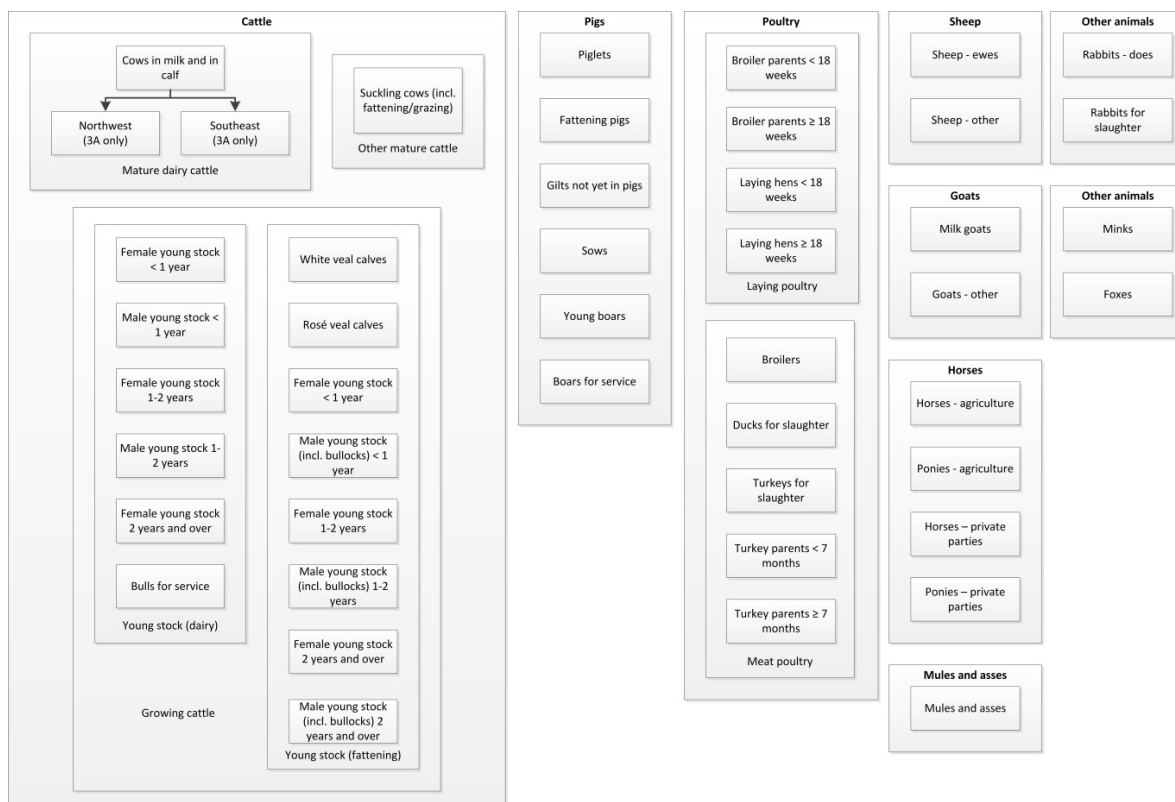 Cattle
Cows in milk and in
calf
Northwest
(3A only)
Southeast
(3A only)
Mature dairy cattle
Suckling cows (incl.
fattening/grazing)
Other mature cattle
Female young stock
< 1 year
Male young stock <
1 year
Female young stock
1-2 years
Male young stock 1-
2 years
Female young stock
2 years and over
Bulls for service
Young stock (dairy)
White veal calves
Rosé veal calves
Female young stock
< 1 year
Male young stock
(incl. bullocks) < 1
year
Female young stock
1-2 years
Male young stock
(incl. bullocks) 1-2
years
Female young stock
2 years and over
Male young stock
(incl. bullocks) 2
years and over
Young stock (fattening)
Growing cattle
Pigs
Piglets
Fattening pigs
Gilts not yet in pigs
Sows
Young boars
Boars for service
Poultry
Broiler parents < 18
weeks
Broiler parents ≥ 18
weeks
Laying hens < 18
weeks
Laying hens ≥ 18
weeks
Laying poultry
Broilers
Ducks for slaughter
Turkeys for
slaughter
Turkey parents < 7
months
Turkey parents ≥ 7
months
Meat poultry
Sheep
Sheep - ewes
Sheep - other
Other animals
Rabbits - does
Rabbits for
slaughter
Goats
Milk goats
Goats - other
Other animals
Minks
Foxes
Horses
Horses - agriculture
Ponies - agriculture
Horses – private
parties
Ponies – private
parties
Mules and asses
Mules and asses